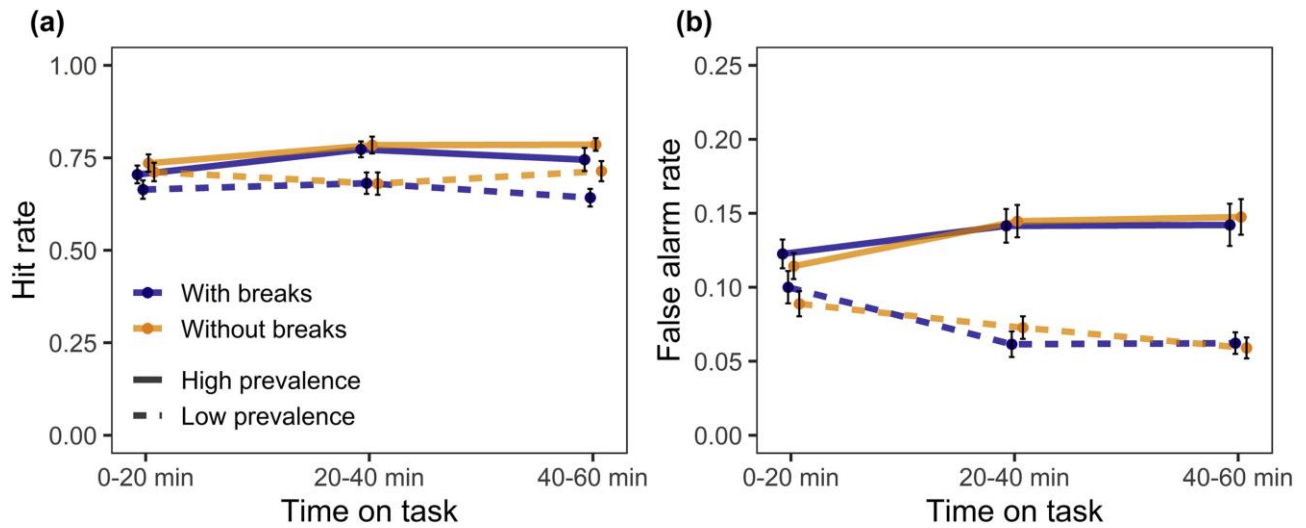 (a)
Hit rate
1.00
0.75
0.50
0.25
0.00
With breaks
Without breaks
High prevalence
Low prevalence
0-20 min
20-40 min
40-60 min
Time on task
(b)
False alarm rate
0.25
0.20
0.15
0.10
0.05
0.00
0-20 min
20-40 min
40-60 min
Time on task